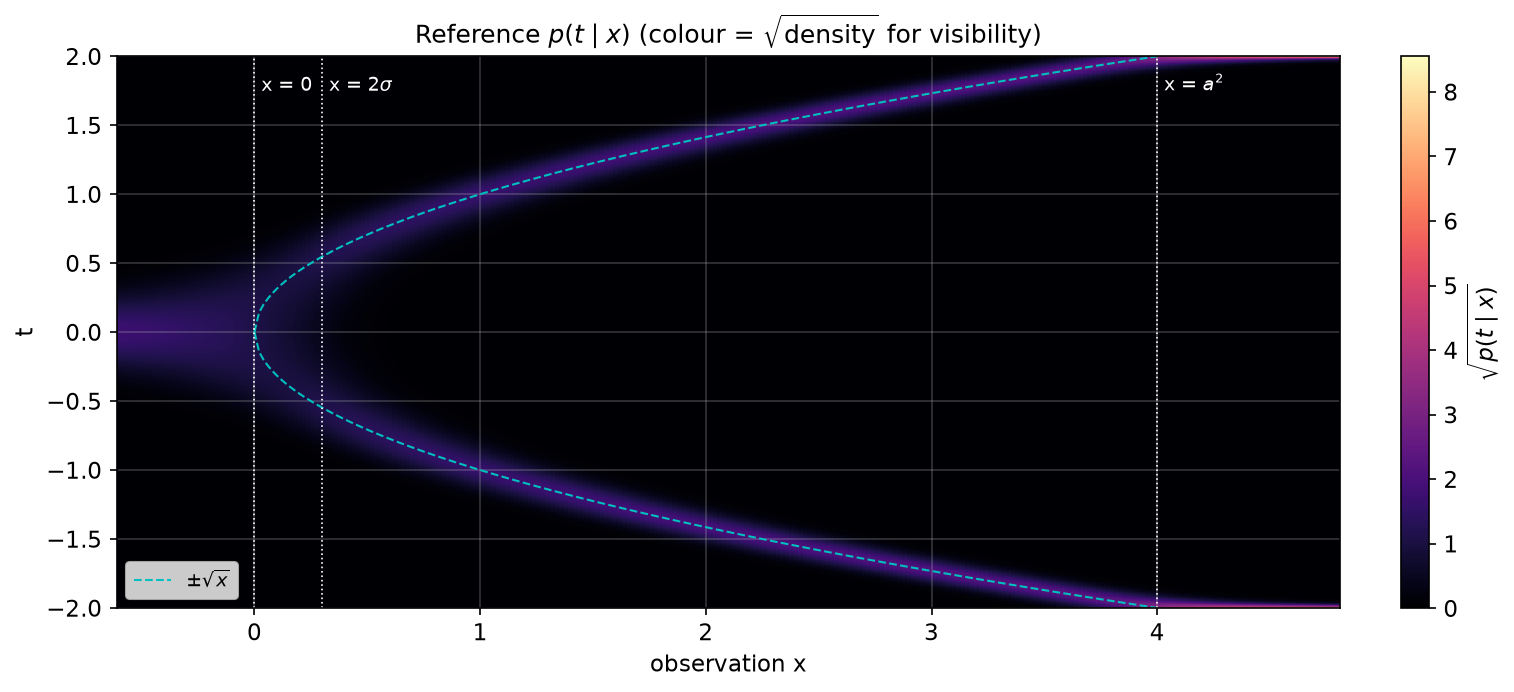 Reference p(t | x) (colour = √density for visibility)
2.0
1.5
1.0
0.5
0.0
−0.5
−1.0
−1.5
−2.0
t
x = 0
x = 2σ
x = a²
±√x
0
1
2
3
4
observation x
8
7
6
5
4
3
2
1
0
√p(t | x)